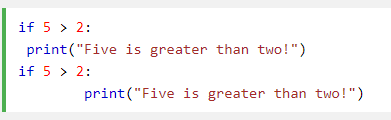 if 5 > 2:
 print("Five is greater than two!")
if 5 > 2:
        print("Five is greater than two!")